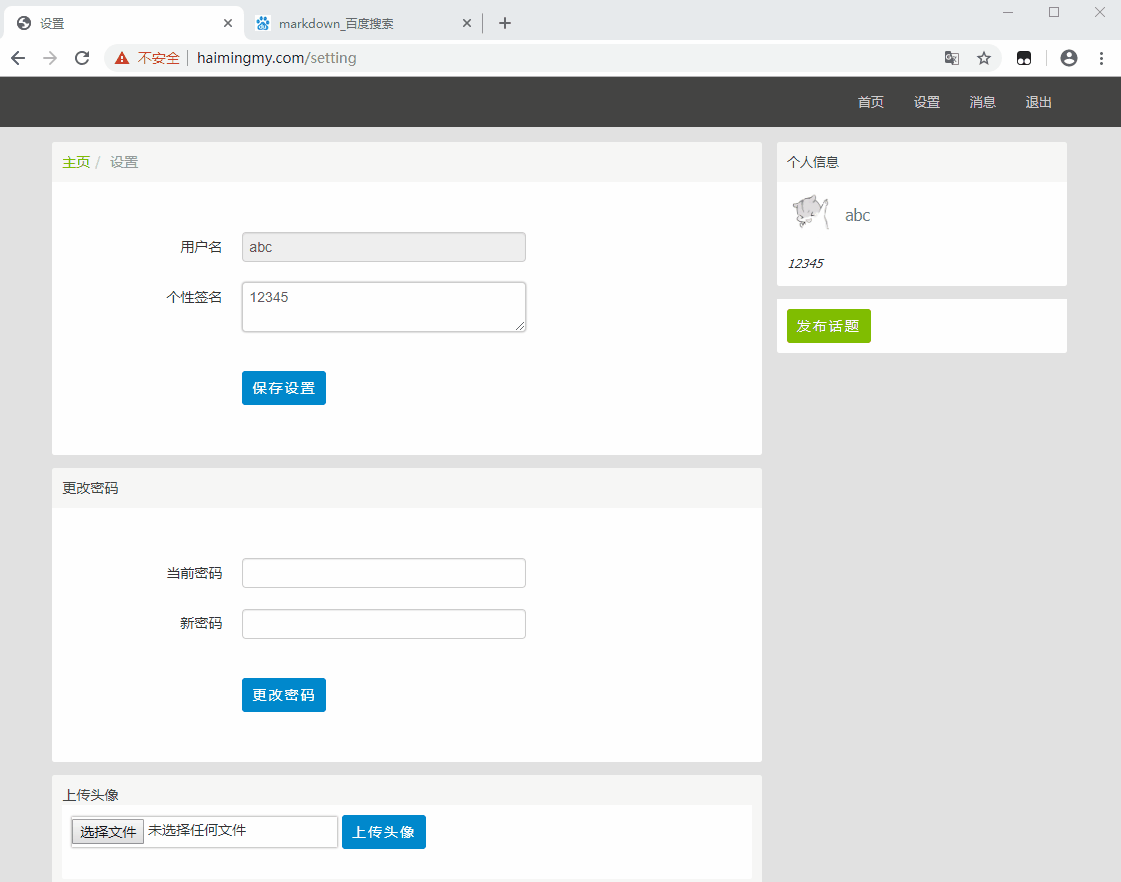 设置
markdown_百度搜索
不安全 haimingmy.com/setting
首页 设置 消息 退出
主页 / 设置
用户名 abc
个性签名 12345
保存设置
更改密码
当前密码
新密码
更改密码
上传头像
选择文件 未选择任何文件 上传头像
个人信息
abc
12345
发布话题